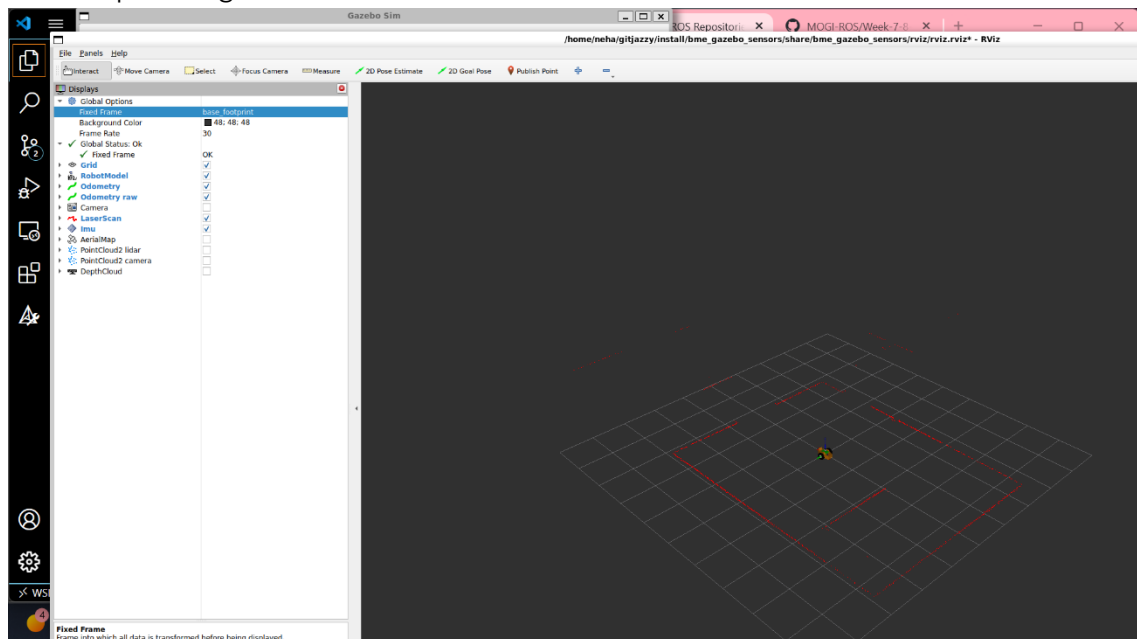 Gazebo Sim
ROS Repositori
MOGI-ROS/Week-7-8
/home/neha/gitjazzy/install/bme_gazebo_sensors/share/bme_gazebo_sensors/rviz/rviz.rviz* - RViz
File Panels Help
Interact Move Camera Select Focus Camera Measure 2D Pose Estimate 2D Goal Pose Publish Point
Displays
Global Options
Fixed Frame base_footprint
Background Color 48; 48; 48
Frame Rate 30
Global Status: Ok
Fixed Frame OK
Grid
RobotModel
Odometry
Odometry raw
Camera
LaserScan
Imu
AerialMap
PointCloud2 lidar
PointCloud2 camera
DepthCloud
2
WSL
4
Fixed Frame
Frame into which all data is transformed before being displayed.